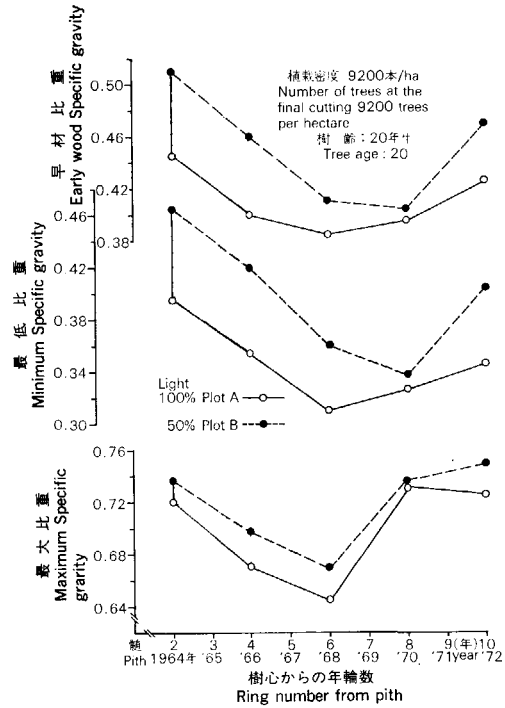 早材比重
Early wood Specific gravity
0.50
0.46
0.42
0.38
植栽密度 9200本/ha
Number of trees at the
final cutting 9200 trees
per hectare
樹 齢：20年生
Tree age : 20
最低比重
Minimum Specific gravity
0.46
0.42
0.38
0.34
0.30
Light
100% Plot A
50% Plot B
最大比重
Maximum Specific
grarity
0.76
0.72
0.68
0.64
2 3 4 5 6 7 8 9(年)10
Pith 1964年 '65 '66 '67 '68 '69 '70 '71 year '72
樹心からの年輪数
Ring number from pith